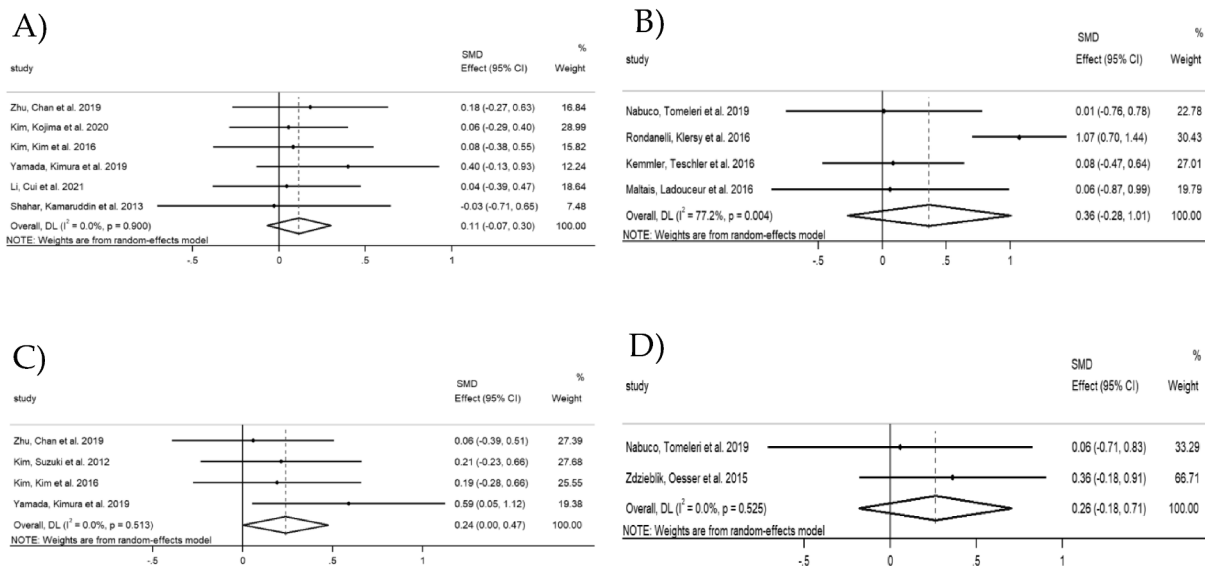 A)
SMD %
study Effect (95% CI) Weight
Zhu, Chan et al. 2019 0.18 (-0.27, 0.63) 16.84
Kim, Kojima et al. 2020 0.06 (-0.29, 0.40) 28.99
Kim, Kim et al. 2016 0.08 (-0.38, 0.55) 15.82
Yamada, Kimura et al. 2019 0.40 (-0.13, 0.93) 12.24
Li, Cui et al. 2021 0.04 (-0.39, 0.47) 18.64
Shahar, Kamaruddin et al. 2013 -0.03 (-0.71, 0.65) 7.48
Overall, DL (I² = 0.0%, p = 0.900) 0.11 (-0.07, 0.30) 100.00
NOTE: Weights are from random-effects model
-.5 0 .5 1
B)
SMD %
study Effect (95% CI) Weight
Nabuco, Tomeleri et al. 2019 0.01 (-0.76, 0.78) 22.78
Rondanelli, Klersy et al. 2016 1.07 (0.70, 1.44) 30.43
Kemmler, Teschler et al. 2016 0.08 (-0.47, 0.64) 27.01
Maltais, Ladouceur et al. 2016 0.06 (-0.87, 0.99) 19.79
Overall, DL (I² = 77.2%, p = 0.004) 0.36 (-0.28, 1.01) 100.00
NOTE: Weights are from random-effects model
-.5 0 .5 1
C)
SMD %
study Effect (95% CI) Weight
Zhu, Chan et al. 2019 0.06 (-0.39, 0.51) 27.39
Kim, Suzuki et al. 2012 0.21 (-0.23, 0.66) 27.68
Kim, Kim et al. 2016 0.19 (-0.28, 0.66) 25.55
Yamada, Kimura et al. 2019 0.59 (0.05, 1.12) 19.38
Overall, DL (I² = 0.0%, p = 0.513) 0.24 (0.00, 0.47) 100.00
NOTE: Weights are from random-effects model
-.5 0 .5 1
D)
SMD %
study Effect (95% CI) Weight
Nabuco, Tomeleri et al. 2019 0.06 (-0.71, 0.83) 33.29
Zdzieblik, Oesser et al. 2015 0.36 (-0.18, 0.91) 66.71
Overall, DL (I² = 0.0%, p = 0.525) 0.26 (-0.18, 0.71) 100.00
NOTE: Weights are from random-effects model
-.5 0 .5 1